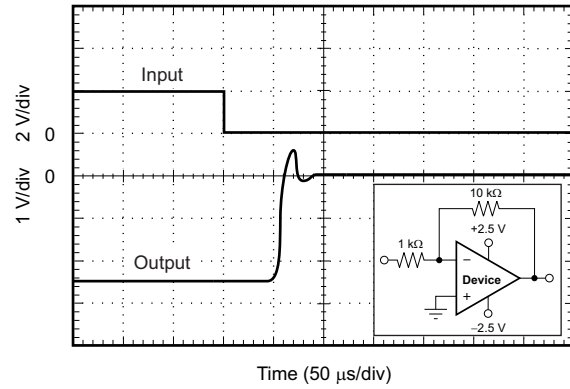 Input
2 V/div
0
0
1 V/div
Output
10 kΩ
+2.5 V
1 kΩ
−
Device
+
−2.5 V
Time (50 μs/div)